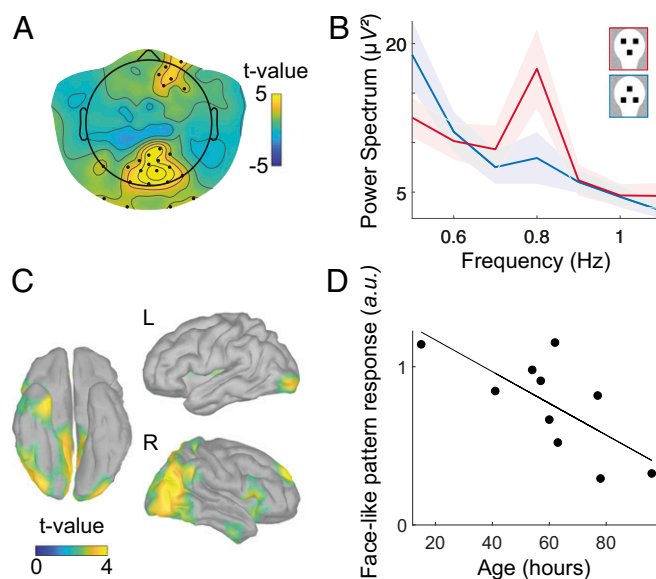 A
t-value
5
-5
B
Power Spectrum (µV²)
20
5
0.6
0.8
1
Frequency (Hz)
C
L
R
t-value
0
4
D
Face-like pattern response (a.u.)
1
0
20
40
60
80
Age (hours)